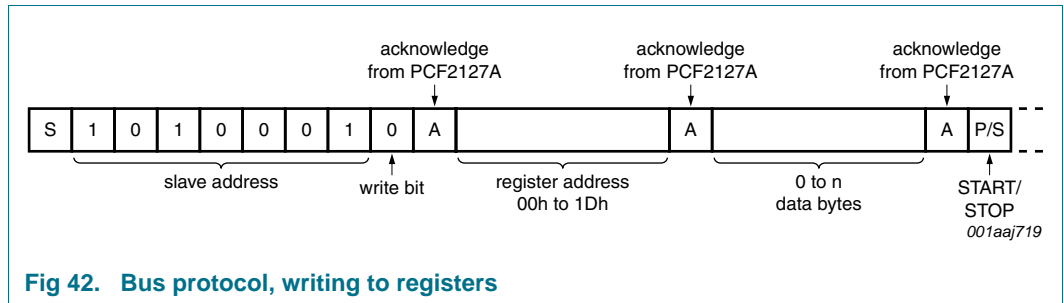 acknowledge
from PCF2127A
acknowledge
from PCF2127A
acknowledge
from PCF2127A
S 1 0 1 0 0 0 1 0 A A A P/S
slave address
write bit
register address
00h to 1Dh
0 to n
data bytes
START/
STOP
001aaj719
Fig 42. Bus protocol, writing to registers